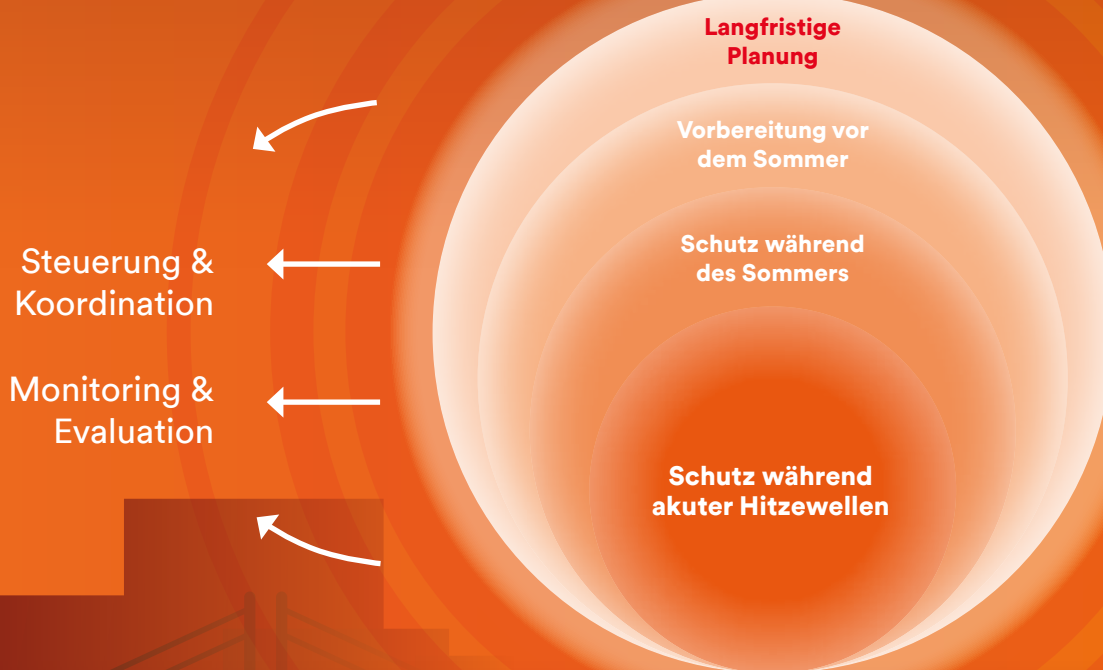 Langfristige
Planung
Vorbereitung vor
dem Sommer
Schutz während
des Sommers
Schutz während
akuter Hitzewellen
Steuerung &
Koordination
Monitoring &
Evaluation